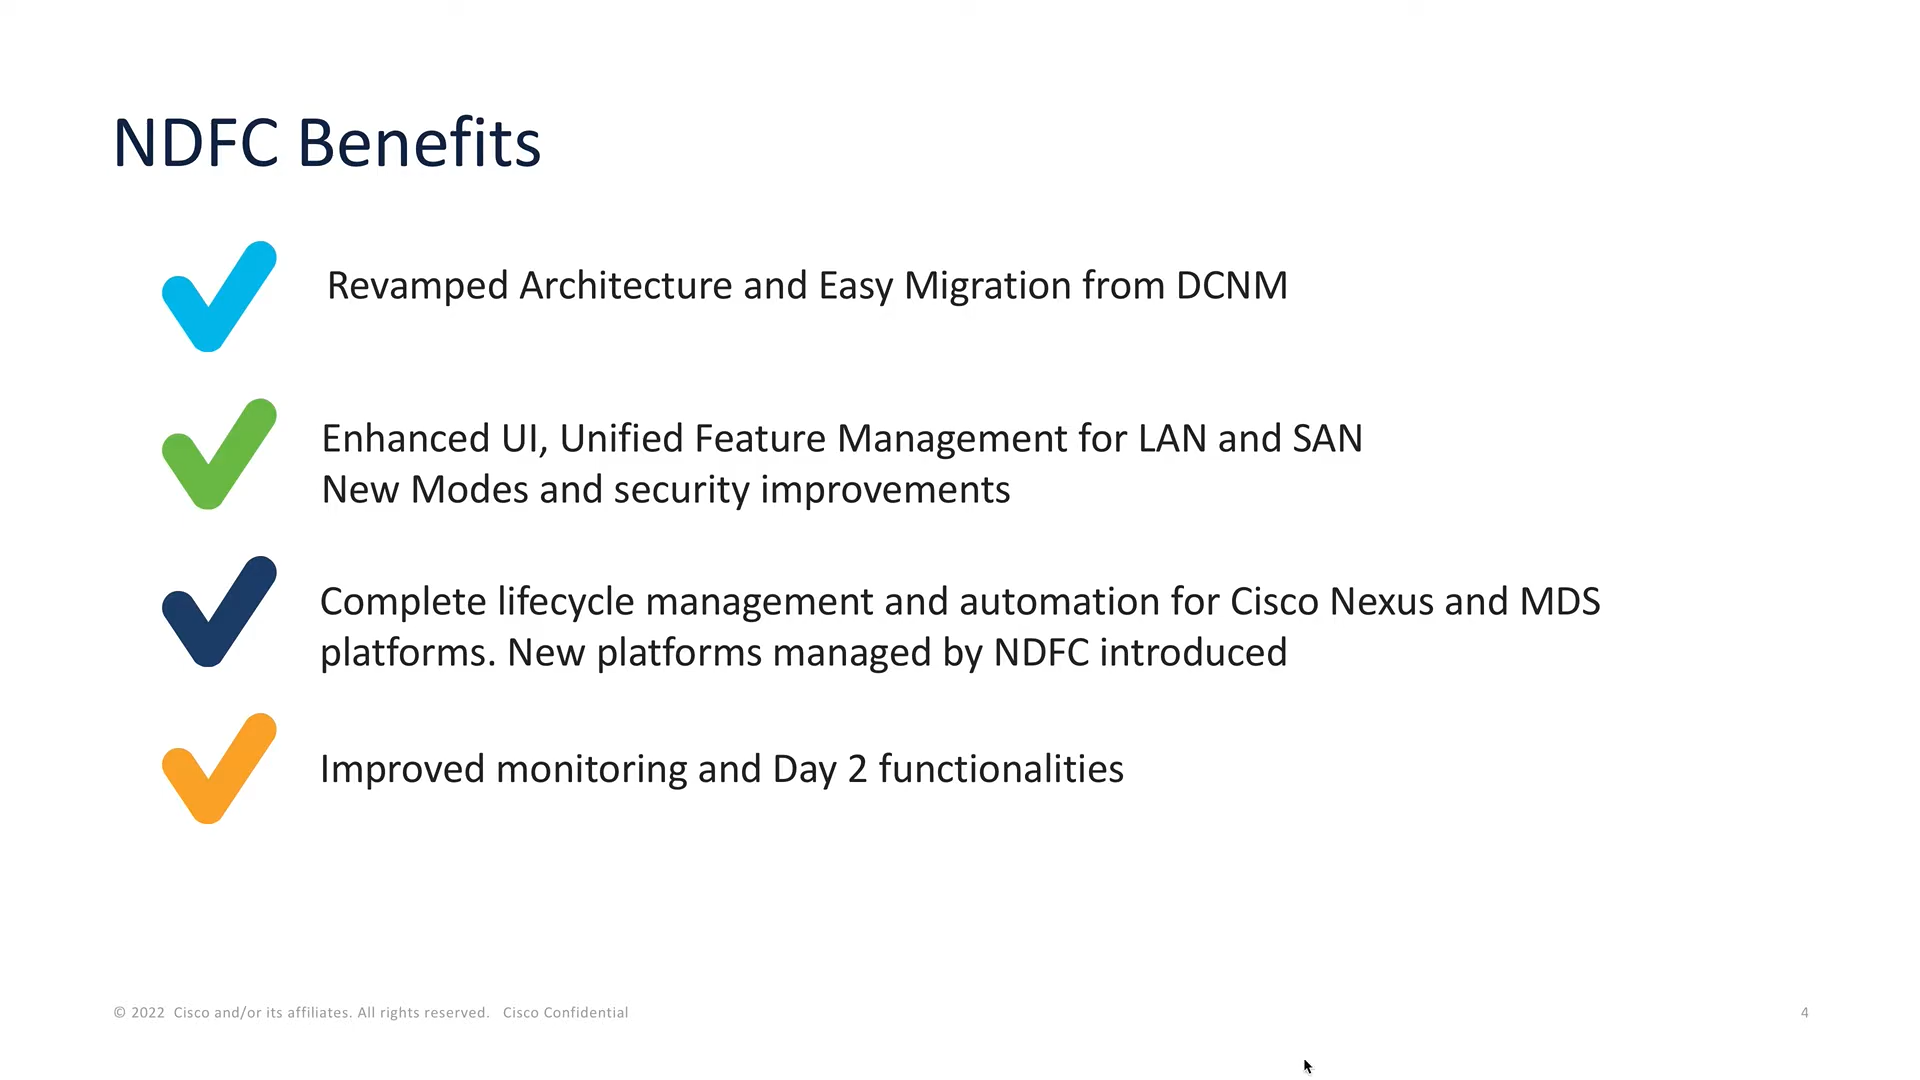 NDFC Benefits
Revamped Architecture and Easy Migration from DCNM
Enhanced UI, Unified Feature Management for LAN and SAN
New Modes and security improvements
Complete lifecycle management and automation for Cisco Nexus and MDS
platforms. New platforms managed by NDFC introduced
Improved monitoring and Day 2 functionalities
© 2022 Cisco and/or its affiliates. All rights reserved. Cisco Confidential
4